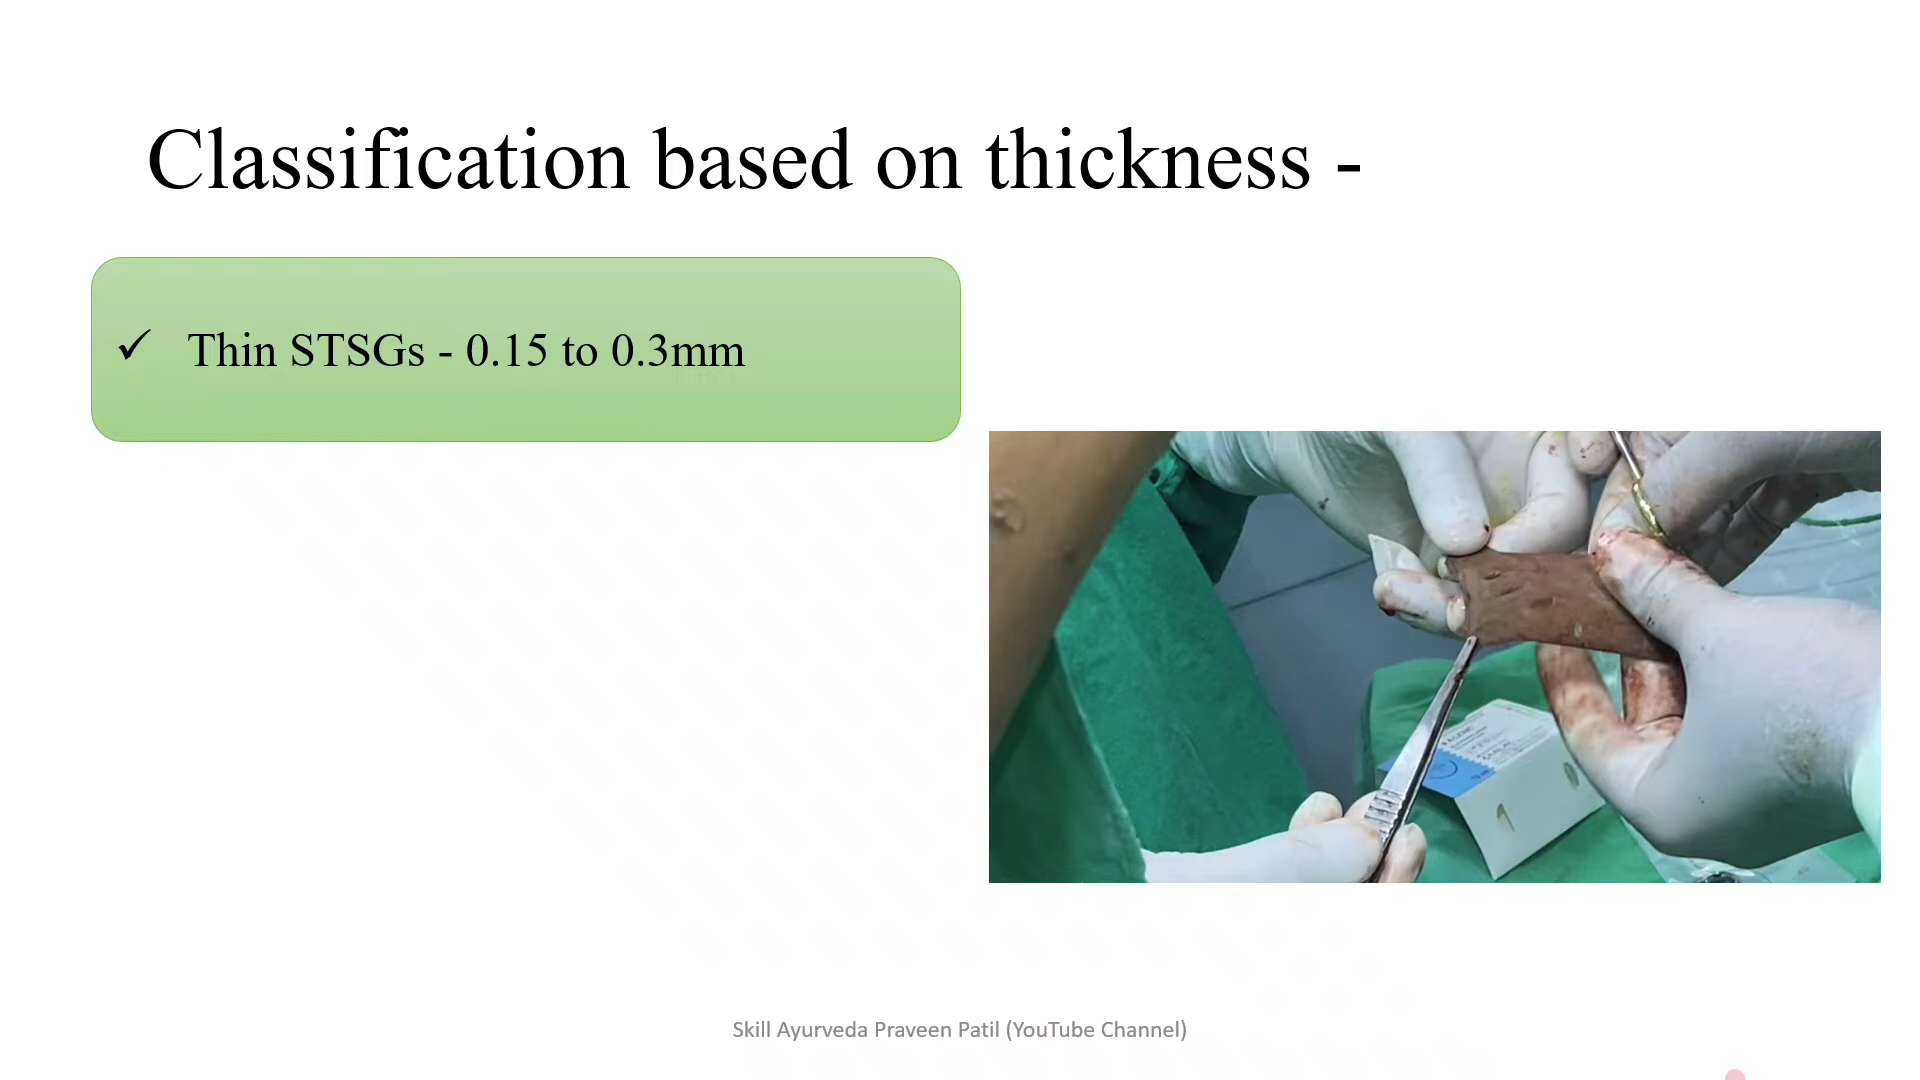 Classification based on thickness -
✓ Thin STSGs - 0.15 to 0.3mm
Skill Ayurveda Praveen Patil (YouTube Channel)